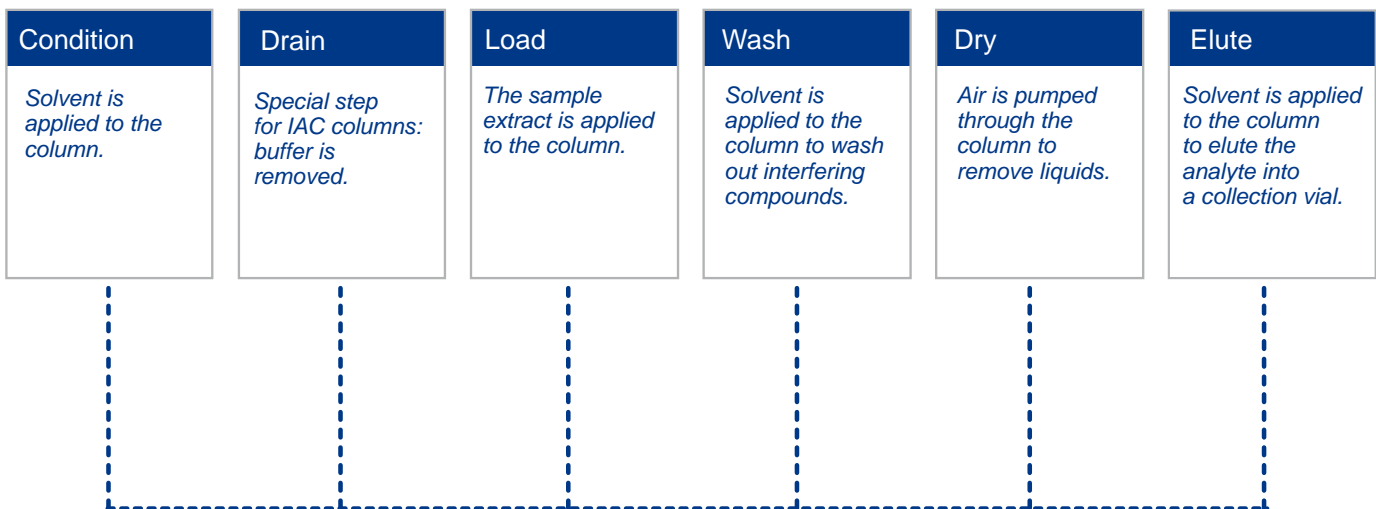 Condition
Solvent is
applied to the
column.
Drain
Special step
for IAC columns:
buffer is
removed.
Load
The sample
extract is applied
to the column.
Wash
Solvent is
applied to the
column to wash
out interfering
compounds.
Dry
Air is pumped
through the
column to
remove liquids.
Elute
Solvent is applied
to the column
to elute the
analyte into
a collection vial.